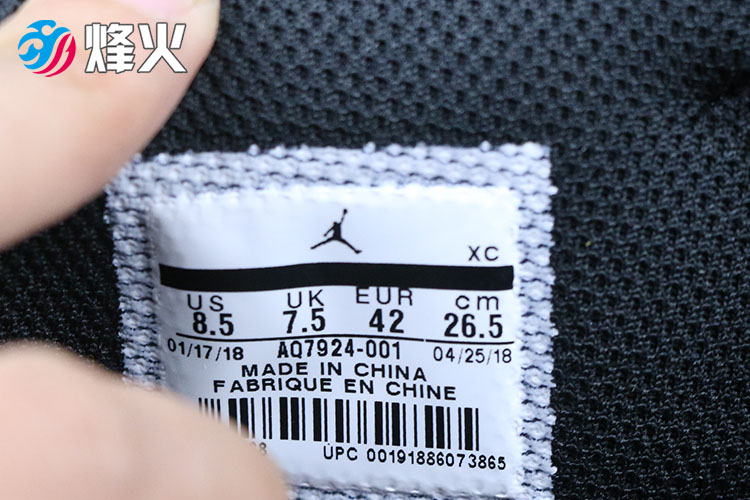 烽火
XC
US UK EUR cm
8.5 7.5 42 26.5
01/17/18 AQ7924-001 04/25/18
MADE IN CHINA
FABRIQUE EN CHINE
UPC 00191886073865